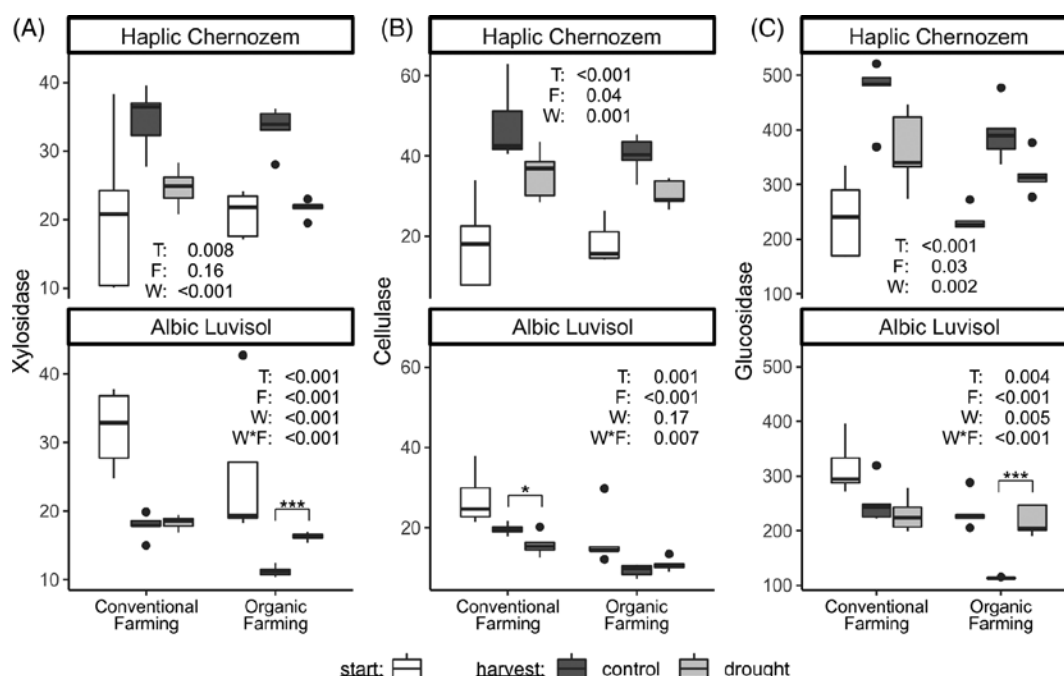 (A)
Haplic Chernozem
Xylosidase
40
30
20
10
T: 0.008
F: 0.16
W: <0.001
Albic Luvisol
40
30
20
10
T: <0.001
F: <0.001
W: <0.001
W*F: <0.001
***
Conventional Farming
Organic Farming
(B)
Haplic Chernozem
Cellulase
60
40
20
T: <0.001
F: 0.04
W: 0.001
Albic Luvisol
60
40
20
T: 0.001
F: <0.001
W: 0.17
W*F: 0.007
*
Conventional Farming
Organic Farming
(C)
Haplic Chernozem
Glucosidase
500
400
300
200
100
T: <0.001
F: 0.03
W: 0.002
Albic Luvisol
500
400
300
200
100
T: 0.004
F: <0.001
W: 0.005
W*F: <0.001
***
Conventional Farming
Organic Farming
start: harvest: control drought